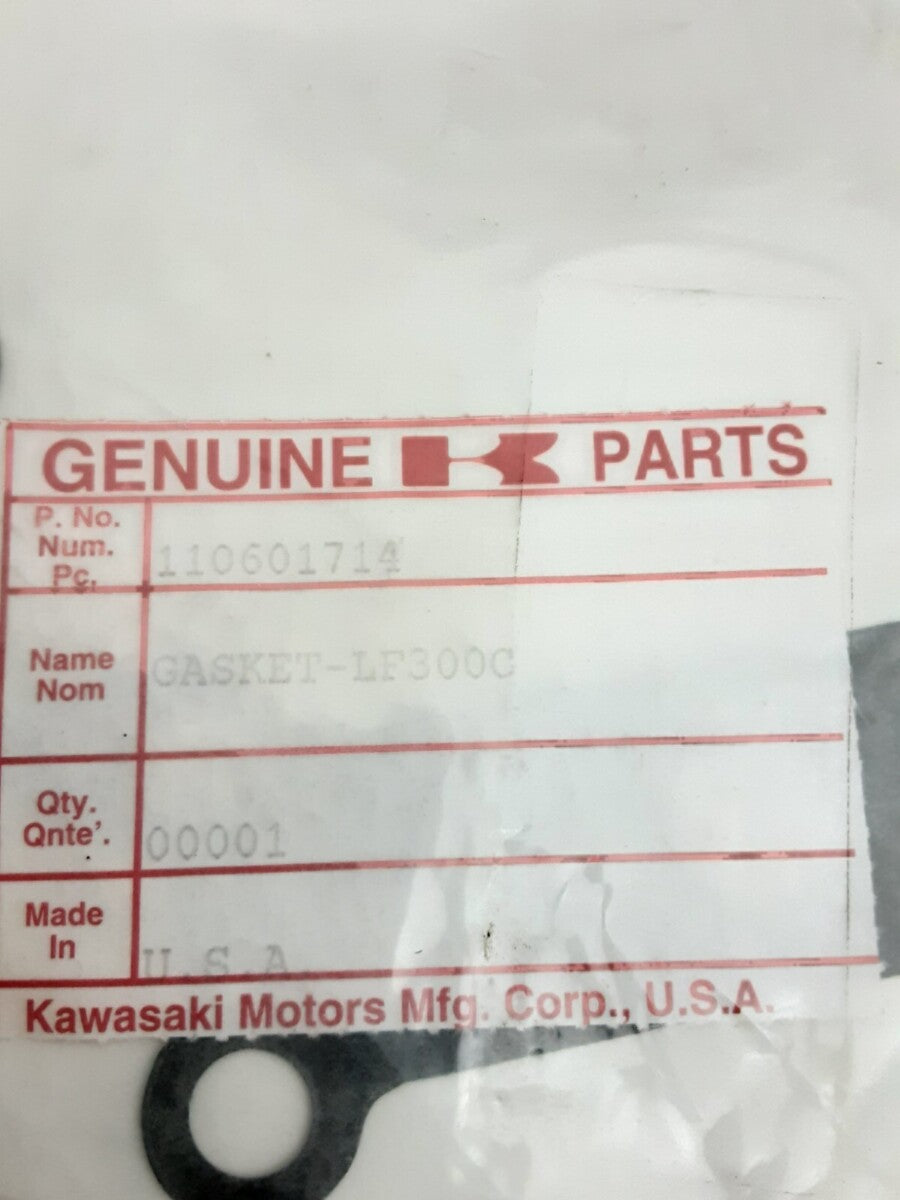 GENUINE K PARTS
P. No.
Num.
Pc.
110601714
Name
Nom
GASKET-LF300C
Qty.
Qnte'.
00001
Made
In
U.S.A.
Kawasaki Motors Mfg. Corp., U.S.A.